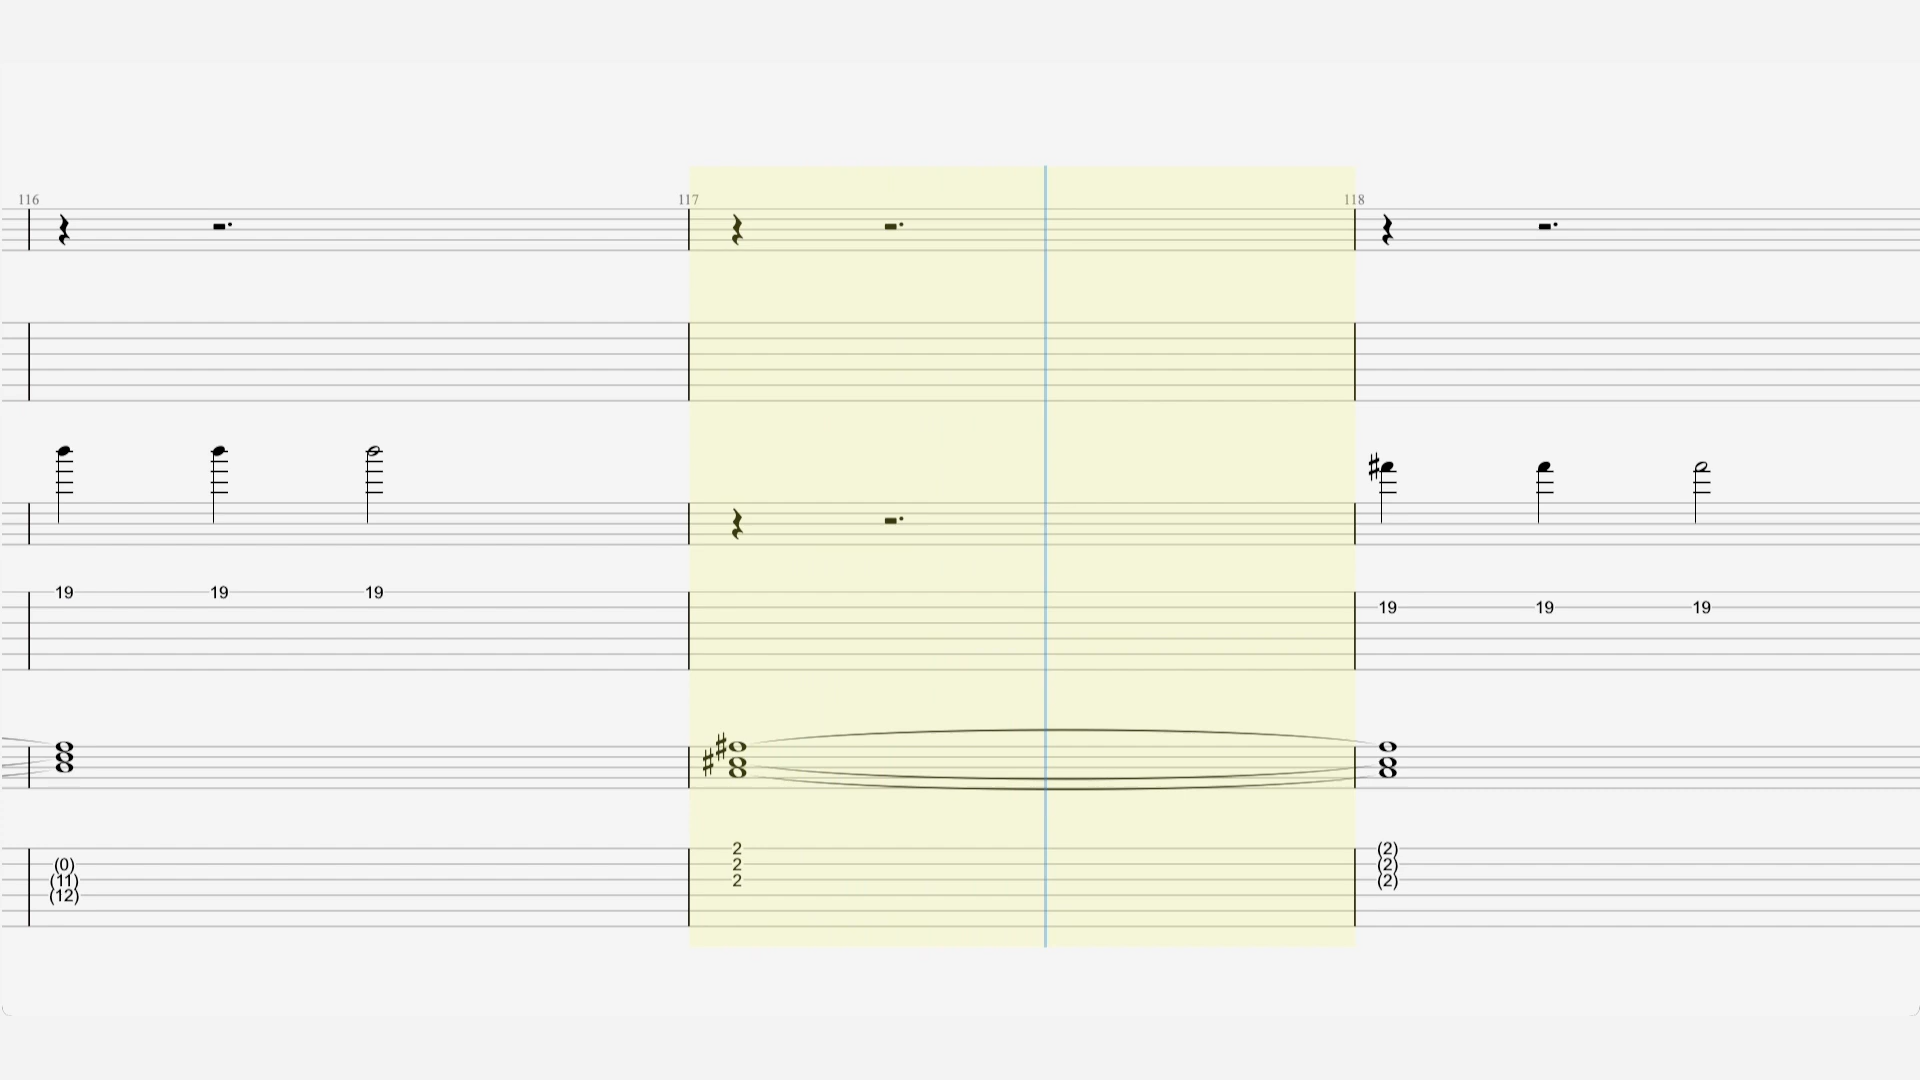 116 117 118
19 19 19
19 19 19
2 (2)
(0) 2 (2)
(11) 2 (2)
(12)